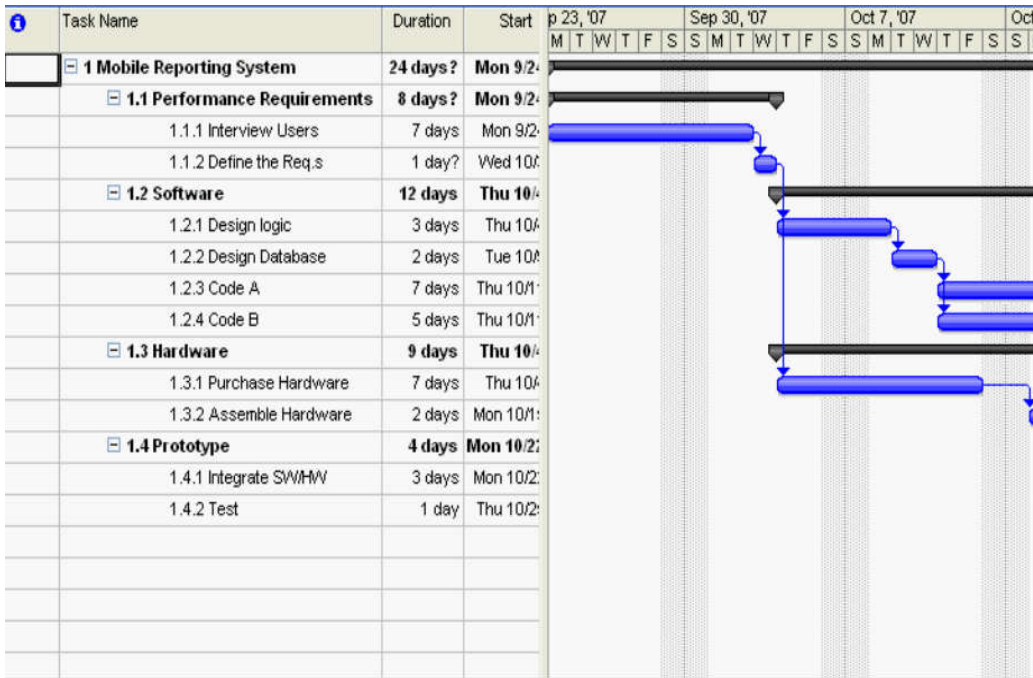 Task Name Duration Start p 23, '07 Sep 30, '07 Oct 7, '07 Oct
M T W T F S S M T W T F S S M T W T F S S
1 Mobile Reporting System 24 days? Mon 9/24
1.1 Performance Requirements 8 days? Mon 9/24
1.1.1 Interview Users 7 days Mon 9/2
1.1.2 Define the Req.s 1 day? Wed 10/
1.2 Software 12 days Thu 10/
1.2.1 Design logic 3 days Thu 10/
1.2.2 Design Database 2 days Tue 10/
1.2.3 Code A 7 days Thu 10/1
1.2.4 Code B 5 days Thu 10/1
1.3 Hardware 9 days Thu 10/
1.3.1 Purchase Hardware 7 days Thu 10/
1.3.2 Assemble Hardware 2 days Mon 10/1
1.4 Prototype 4 days Mon 10/22
1.4.1 Integrate SW/HW 3 days Mon 10/2
1.4.2 Test 1 day Thu 10/2